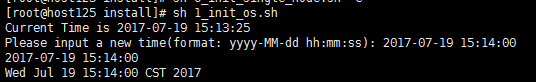 [root@host125 install]# sh 1_init_os.sh
Current Time is 2017-07-19 15:13:25
Please input a new time(format: yyyy-MM-dd hh:mm:ss): 2017-07-19 15:14:00
2017-07-19 15:14:00
Wed Jul 19 15:14:00 CST 2017